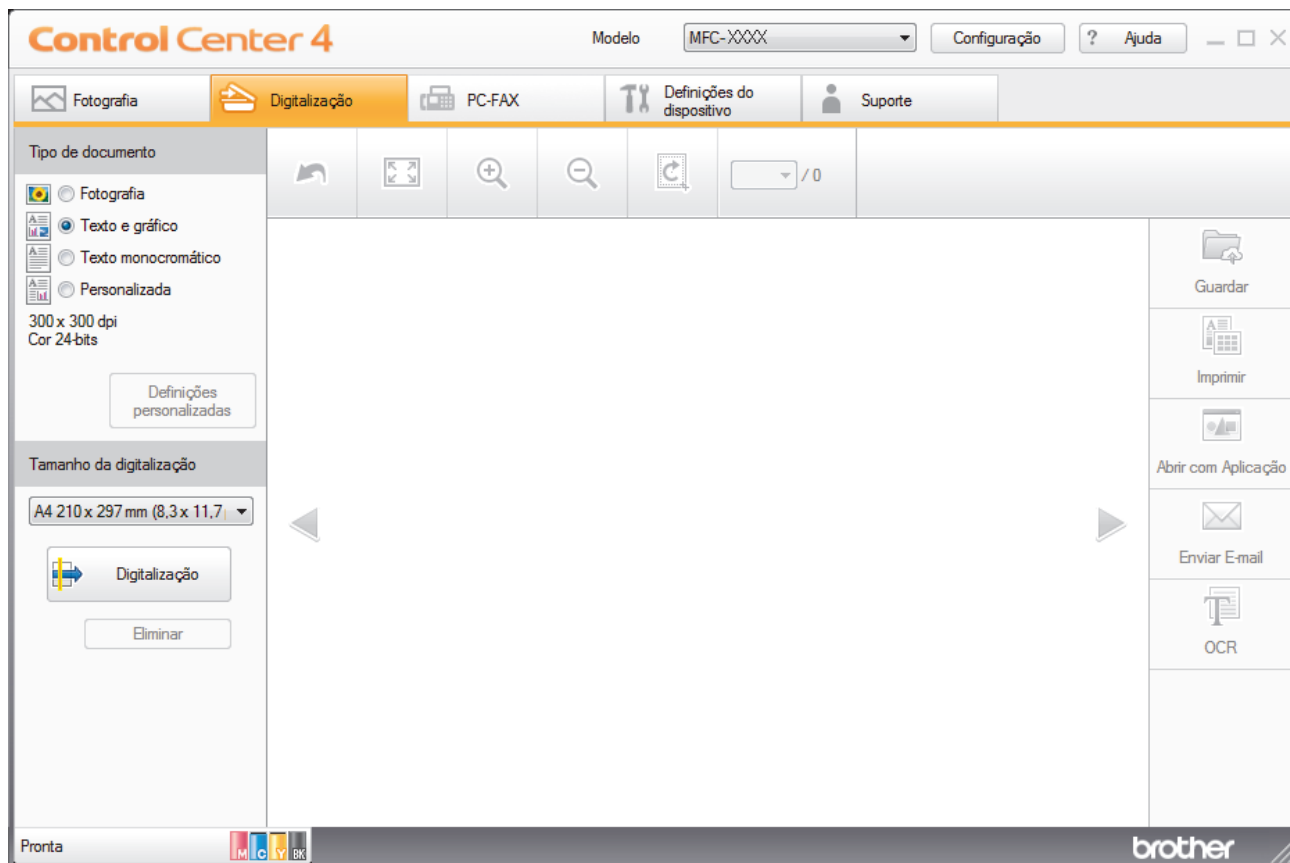 Control Center 4
Modelo
MFC-XXXX
Configuração
? Ajuda
Fotografia
Digitalização
PC-FAX
Definições do
dispositivo
Suporte
Tipo de documento
Fotografia
Texto e gráfico
Texto monocromático
Personalizada
300 x 300 dpi
Cor 24-bits
Definições
personalizadas
Tamanho da digitalização
A4 210 x 297 mm (8,3 x 11,7
Digitalização
Eliminar
/ 0
Guardar
Imprimir
Abrir com Aplicação
Enviar E-mail
OCR
Pronta
M C Y BK
brother